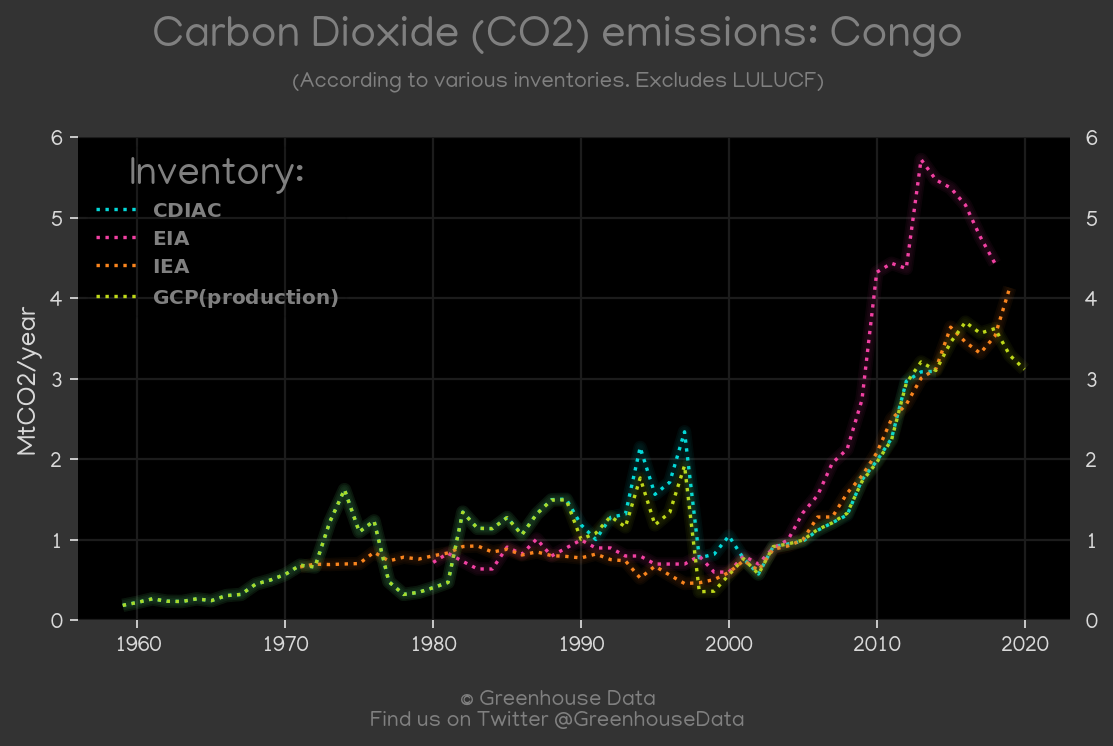 Carbon Dioxide (CO2) emissions: Congo
(According to various inventories. Excludes LULUCF)
Inventory:
CDIAC
EIA
IEA
GCP(production)
MtCO2/year
6
5
4
3
2
1
0
6
5
4
3
2
1
0
1960
1970
1980
1990
2000
2010
2020
© Greenhouse Data
Find us on Twitter @GreenhouseData